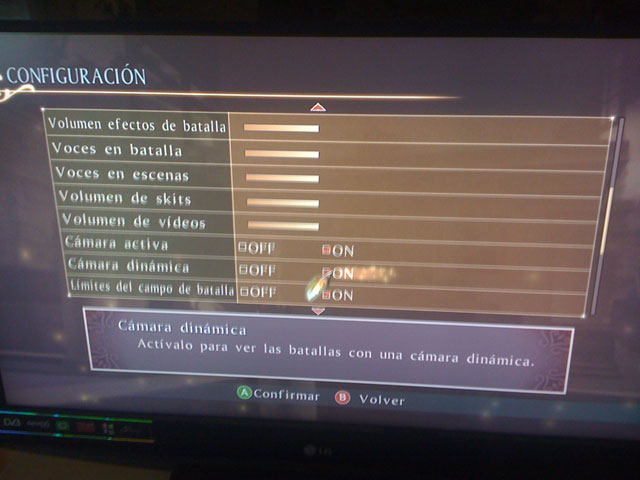 CONFIGURACIÓN
Volumen efectos de batalla
Voces en batalla
Voces en escenas
Volumen de skits
Volumen de vídeos
Cámara activa OFF ON
Cámara dinámica OFF ON
Límites del campo de batalla OFF ON
Cámara dinámica
Actívalo para ver las batallas con una cámara dinámica.
A Confirmar B Volver
LG